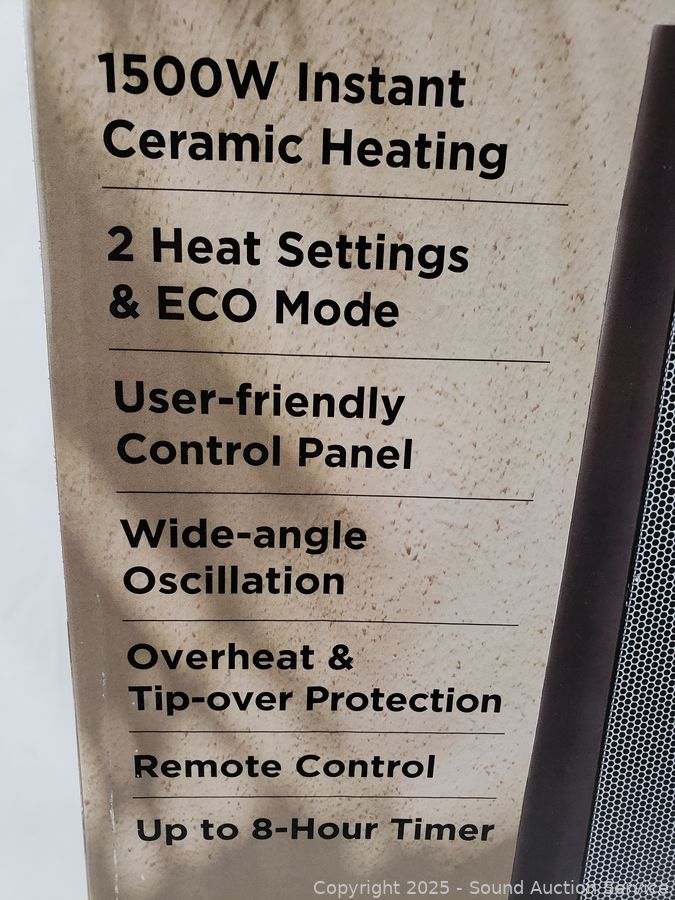 1500W Instant
Ceramic Heating
2 Heat Settings
& ECO Mode
User-friendly
Control Panel
Wide-angle
Oscillation
Overheat &
Tip-over Protection
Remote Control
Up to 8-Hour Timer
Copyright 2025 - Sound Auction Service